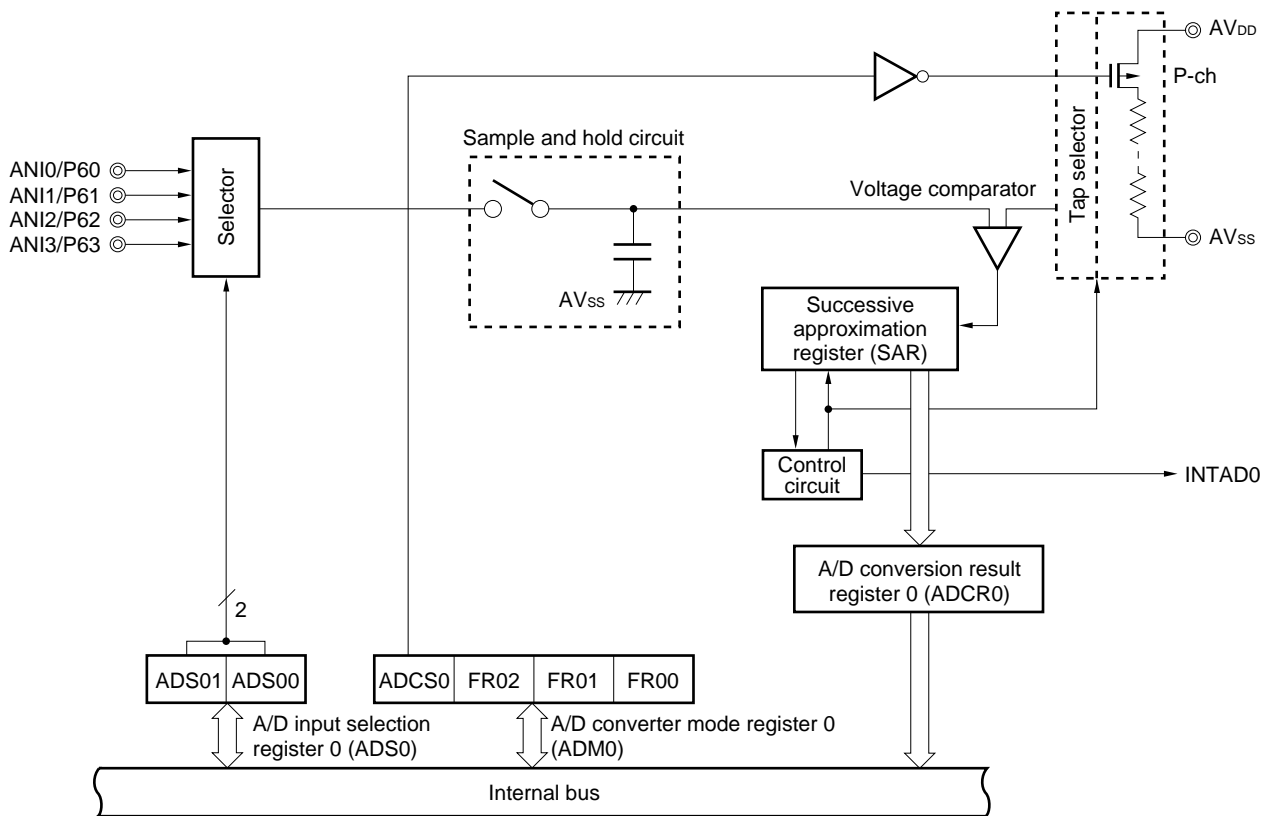 AVDD
P-ch
Tap selector
AVSS
Sample and hold circuit
ANI0/P60
ANI1/P61
ANI2/P62
ANI3/P63
Selector
Voltage comparator
AVSS
Successive
approximation
register (SAR)
Control
circuit
INTAD0
A/D conversion result
register 0 (ADCR0)
2
ADS01
ADS00
ADCS0
FR02
FR01
FR00
A/D input selection
register 0 (ADS0)
A/D converter mode register 0
(ADM0)
Internal bus